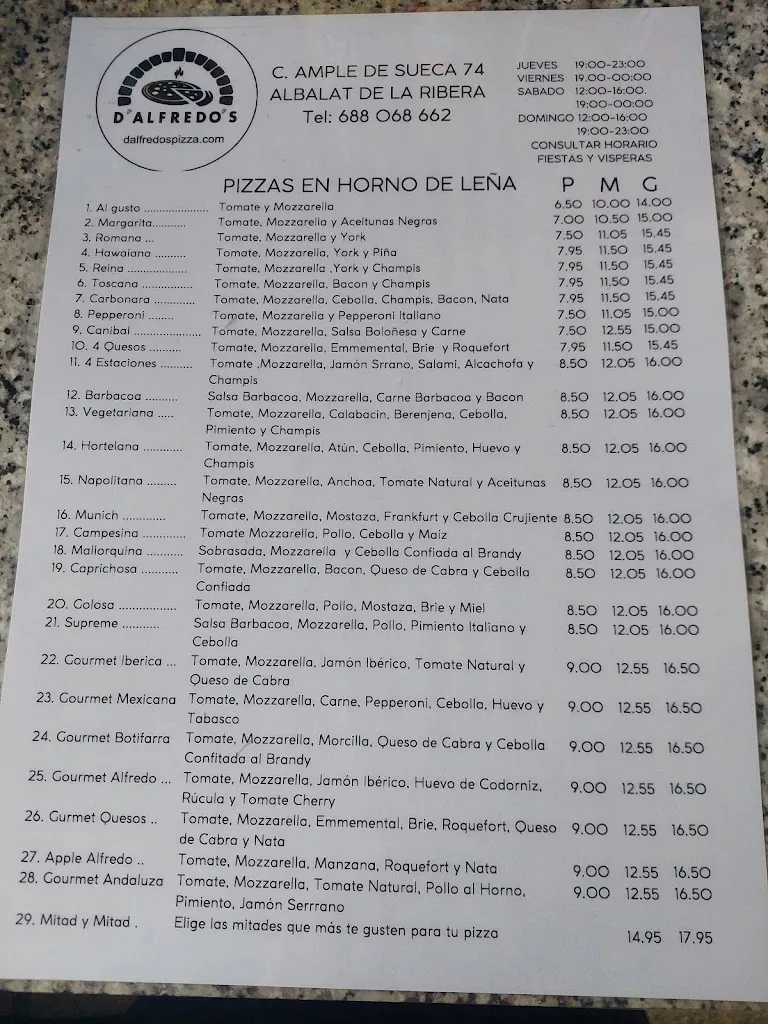 D'ALFREDO'S
dalfredospizza.com
C. AMPLE DE SUECA 74
ALBALAT DE LA RIBERA
Tel: 688 068 662
JUEVES 19:00-23:00
VIERNES 19.00-00:00
SABADO 12:00-16:00.
19:00-00:00
DOMINGO 12:00-16:00
19:00-23:00
CONSULTAR HORARIO
FIESTAS Y VISPERAS
PIZZAS EN HORNO DE LEÑA P M G
1. Al gusto ..................... Tomate y Mozzarella 6.50 10.00 14.00
2. Margarita........... Tomate, Mozzarella y Aceitunas Negras 7.00 10.50 15.00
3. Romana ... Tomate, Mozzarella y York 7.50 11.05 15.45
4. Hawaiana .......... Tomate, Mozzarella, York y Piña 7.95 11.50 15.45
5. Reina ................... Tomate, Mozzarella ,York y Champis 7.95 11.50 15.45
6. Toscana ................ Tomate, Mozzarella, Bacon y Champis 7.95 11.50 15.45
7. Carbonara ............. Tomate, Mozzarella, Cebolla, Champis, Bacon, Nata 7.95 11.50 15.45
8. Pepperoni ........ Tomate, Mozzarella y Pepperoni Italiano 7.50 11.05 15.00
9. Canibal ..................... Tomate, Mozzarella, Salsa Boloñesa y Carne 7.50 12.55 15.00
10. 4 Quesos .......... Tomate, Mozzarella, Emmemental, Brie y Roquefort 7.95 11.50 15.45
11. 4 Estaciones .......... Tomate ,Mozzarella, Jamón Srrano, Salami, Alcachofa y 8.50 12.05 16.00
Champis
12. Barbacoa .......... Salsa Barbacoa, Mozzarella, Carne Barbacoa y Bacon 8.50 12.05 16.00
13. Vegetariana ..... Tomate, Mozzarella, Calabacin, Berenjena, Cebolla, 8.50 12.05 16.00
Pimiento y Champis
14. Hortelana ............ Tomate, Mozzarella, Atún, Cebolla, Pimiento, Huevo y 8.50 12.05 16.00
Champis
15. Napolitana ......... Tomate, Mozzarella, Anchoa, Tomate Natural y Aceitunas 8.50 12.05 16.00
Negras
16. Munich ............. Tomate, Mozzarella, Mostaza, Frankfurt y Cebolla Crujiente 8.50 12.05 16.00
17. Campesina ............ Tomate Mozzarella, Pollo, Cebolla y Maíz 8.50 12.05 16.00
18. Mallorquina ............ Sobrasada, Mozzarella y Cebolla Confiada al Brandy 8.50 12.05 16.00
19. Caprichosa ........... Tomate, Mozzarella, Bacon, Queso de Cabra y Cebolla 8.50 12.05 16.00
Confiada
20. Golosa ................. Tomate, Mozzarella, Pollo, Mostaza, Brie y Miel 8.50 12.05 16.00
21. Supreme ........... Salsa Barbacoa, Mozzarella, Pollo, Pimiento Italiano y 8.50 12.05 16.00
Cebolla
22. Gourmet Iberica ... Tomate, Mozzarella, Jamón Ibérico, Tomate Natural y 9.00 12.55 16.50
Queso de Cabra
23. Gourmet Mexicana Tomate, Mozzarella, Carne, Pepperoni, Cebolla, Huevo y 9.00 12.55 16.50
Tabasco
24. Gourmet Botifarra Tomate, Mozzarella, Morcilla, Queso de Cabra y Cebolla 9.00 12.55 16.50
Confitada al Brandy
25. Gourmet Alfredo ... Tomate, Mozzarella, Jamón Ibérico, Huevo de Codorniz, 9.00 12.55 16.50
Rúcula y Tomate Cherry
26. Gurmet Quesos .. Tomate, Mozzarella, Emmemental, Brie, Roquefort, Queso 9.00 12.55 16.50
de Cabra y Nata
27. Apple Alfredo .. Tomate, Mozzarella, Manzana, Roquefort y Nata 9.00 12.55 16.50
28. Gourmet Andaluza Tomate, Mozzarella, Tomate Natural, Pollo al Horno, 9.00 12.55 16.50
Pimiento, Jamón Serrrano
29. Mitad y Mitad . Elige las mitades que más te gusten para tu pizza 14.95 17.95